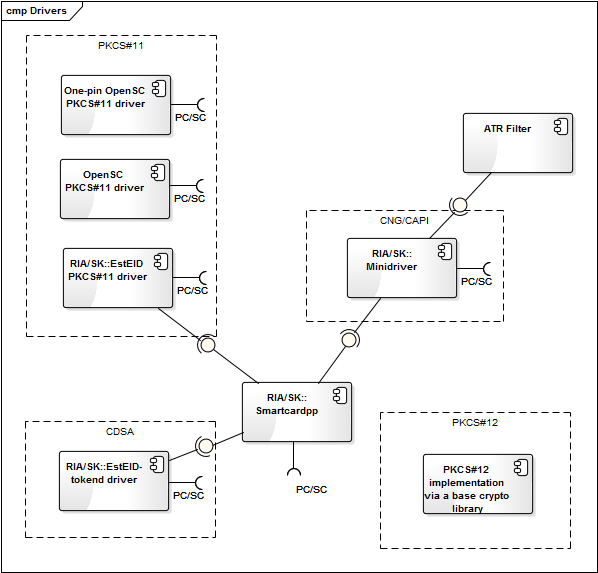 cmp Drivers
PKCS#11
One-pin OpenSC
PKCS#11 driver
PC/SC
OpenSC
PKCS#11 driver
PC/SC
RIA/SK::EstEID
PKCS#11 driver
PC/SC
ATR Filter
CNG/CAPI
RIA/SK::
Minidriver
PC/SC
RIA/SK::
Smartcardpp
PC/SC
CDSA
RIA/SK::EstEID-
tokend driver
PC/SC
PKCS#12
PKCS#12
implementation
via a base crypto
library